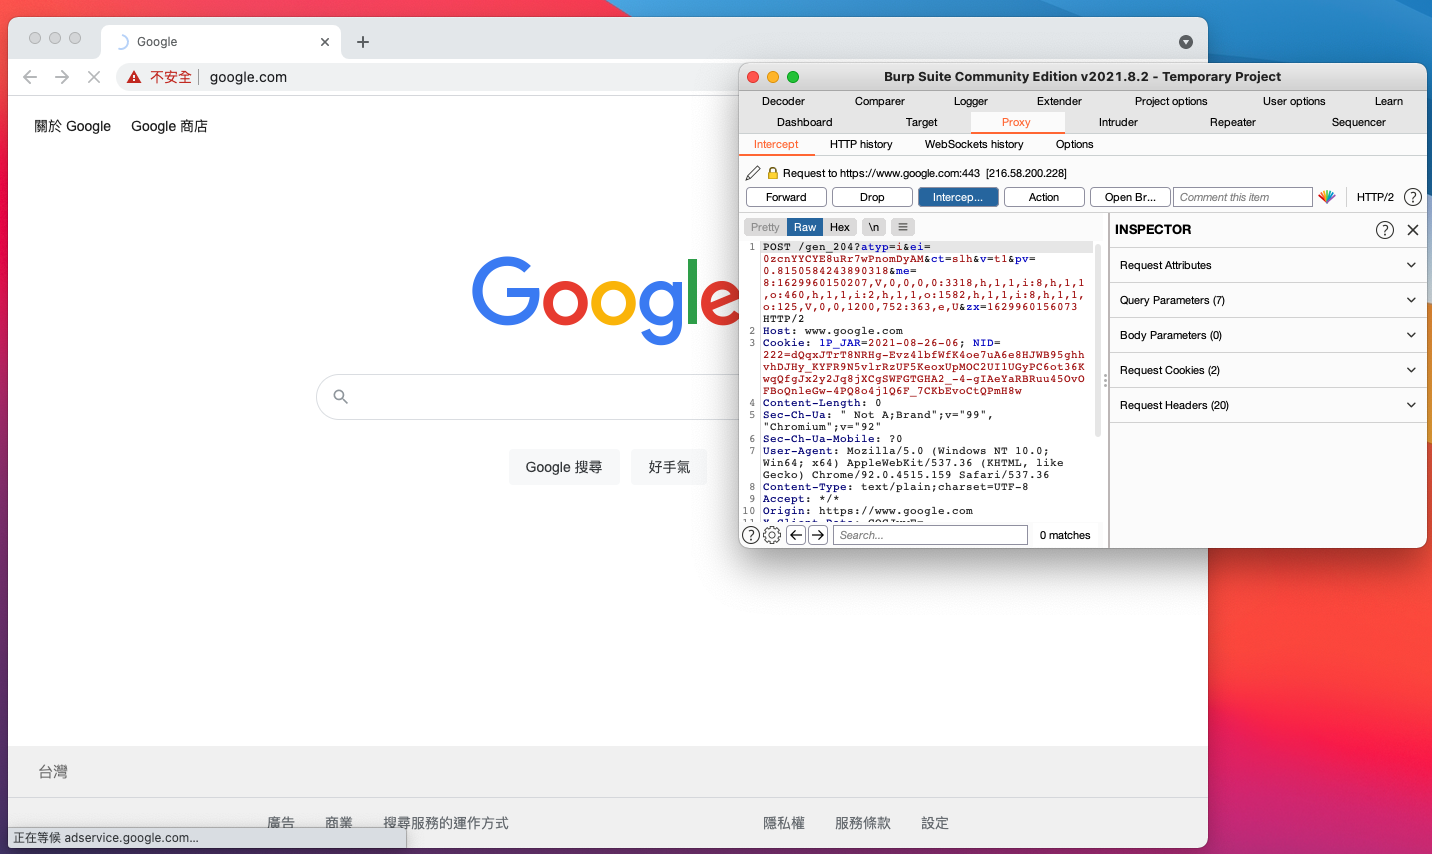 Google
不安全
google.com
關於 Google
Google 商店
Google
Google 搜尋
好手氣
台灣
廣告
商業
搜尋服務的運作方式
隱私權
服務條款
設定
正在等候 adservice.google.com...
Burp Suite Community Edition v2021.8.2 - Temporary Project
Decoder
Comparer
Logger
Extender
Project options
User options
Learn
Dashboard
Target
Proxy
Intruder
Repeater
Sequencer
Intercept
HTTP history
WebSockets history
Options
Request to https://www.google.com:443 [216.58.200.228]
Forward
Drop
Intercep...
Action
Open Br...
Comment this item
HTTP/2
?
Pretty
Raw
Hex
\n
1 POST /gen_204?atyp=i&ei=
0zcnYYCYE8uRr7wPnomDyAM&ct=slh&v=t1&pv=
0.8150584243890318&me=
8:1629960150207,V,0,0,0,0:3318,h,1,1,i:8,h,1,1
,o:460,h,1,1,i:2,h,1,1,o:1582,h,1,1,i:8,h,1,1,
o:125,V,0,0,1200,752:363,e,U&zx=1629960156073
HTTP/2
2 Host: www.google.com
3 Cookie: 1P_JAR=2021-08-26-06; NID=
222=dQqxJTrT8NRHg-Evz4lbfWfK4oe7uA6e8HJWB95ghh
vhDJHy_KYFR9N5vlrRzUF5KeoxUpMOC2UI1UGyPC6ot36K
wqQfgJx2y2Jq8jXCgSWFGTGHA2_-4-gIAeYaRBRuu45OvO
FBoQnleGw-4PQ8o4j1Q6F_7CKbEvoCtQPmH8w
4 Content-Length: 0
5 Sec-Ch-Ua: " Not A;Brand";v="99",
"Chromium";v="92"
6 Sec-Ch-Ua-Mobile: ?0
7 User-Agent: Mozilla/5.0 (Windows NT 10.0;
Win64; x64) AppleWebKit/537.36 (KHTML, like
Gecko) Chrome/92.0.4515.159 Safari/537.36
8 Content-Type: text/plain;charset=UTF-8
9 Accept: */*
10 Origin: https://www.google.com
?
Search...
0 matches
INSPECTOR
?
Request Attributes
Query Parameters (7)
Body Parameters (0)
Request Cookies (2)
Request Headers (20)